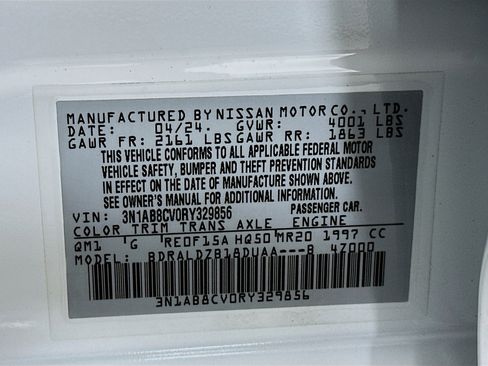 MANUFACTURED BY NISSAN MOTOR CO., LTD.
DATE: 04/24. GVWR: 4001 LBS
GAWR FR: 2161 LBS GAWR RR: 1863 LBS
THIS VEHICLE CONFORMS TO ALL APPLICABLE FEDERAL MOTOR
VEHICLE SAFETY, BUMPER AND THEFT PREVENTION STANDARDS
IN EFFECT ON THE DATE OF MANUFACTURE SHOWN ABOVE.
SEE OWNER'S MANUAL FOR ADDITIONAL INFORMATION.
VIN: 3N1AB8CV0RY329856 PASSENGER CAR.
COLOR TRIM TRANS AXLE ENGINE
QM1 G RE0F15A HQ50 MR20 1997 CC
MODEL: BDRALDZB18DUAA---B 4Z000
3N1AB8CV0RY329856